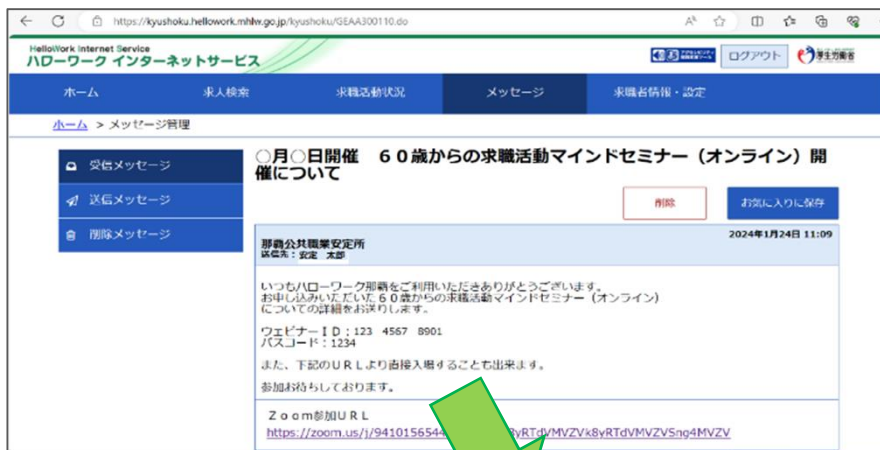 https://kyushoku.hellowork.mhlw.go.jp/kyushoku/GEAA300110.do
HelloWork Internet Service
ハローワーク インターネットサービス
ログアウト
厚生労働省
ホーム 求人検索 求職活動状況 メッセージ 求職者情報・設定
ホーム > メッセージ管理
受信メッセージ
送信メッセージ
削除メッセージ
○月○日開催 60歳からの求職活動マインドセミナー(オンライン)開
催について
削除 お気に入りに保存
那覇公共職業安定所
2024年1月24日 11:09
送信先:安定 太郎
いつもハローワーク那覇をご利用いただきありがとうございます。
お申し込みいただいた60歳からの求職活動マインドセミナー(オンライン)
についての詳細をお送りします。
ウェビナーID:123 4567 8901
パスコード:1234
また、下記のURLより直接入場することも出来ます。
参加お待ちしております。
Zoom参加URL
https://zoom.us/j/9410156544